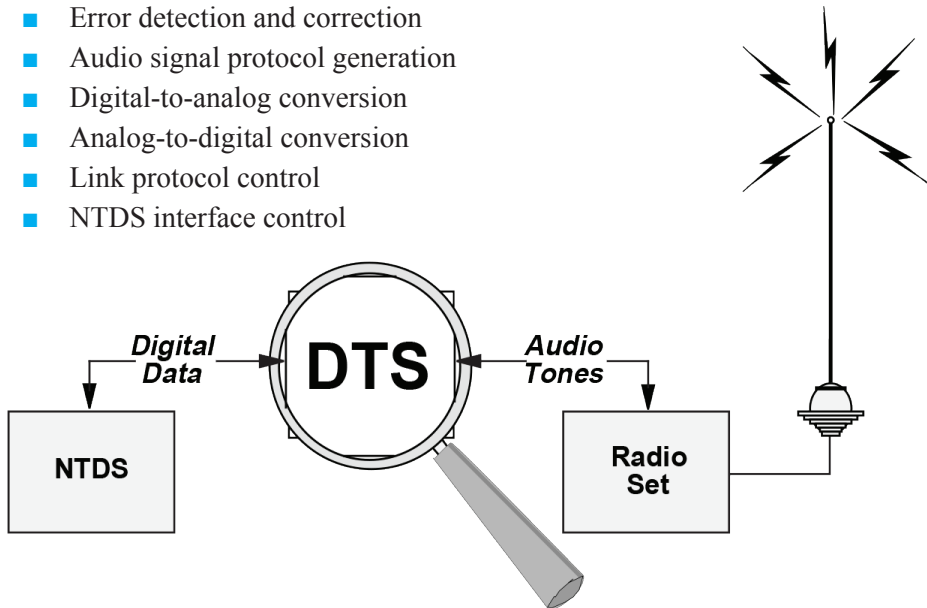 Error detection and correction
Audio signal protocol generation
Digital-to-analog conversion
Analog-to-digital conversion
Link protocol control
NTDS interface control
Digital
Data
DTS
Audio
Tones
NTDS
Radio
Set